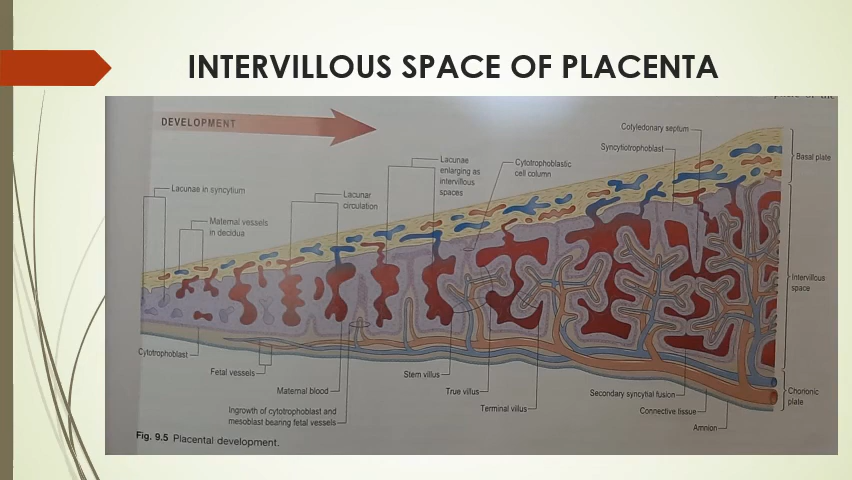 INTERVILLOUS SPACE OF PLACENTA
DEVELOPMENT
Cotyledonary septum
Syncytiotrophoblast
Basal plate
Lacunae
enlarging as
intervillous
spaces
Cytotrophoblastic
cell column
Lacunae in syncytium
Lacunar
circulation
Maternal vessels
in decidua
Intervillous
space
Cytotrophoblast
Fetal vessels
Stem villus
Maternal blood
True villus
Secondary syncytial fusion
Chorionic
plate
Ingrowth of cytotrophoblast and
mesoblast bearing fetal vessels
Terminal villus
Connective tissue
Amnion
Fig. 9.5 Placental development.